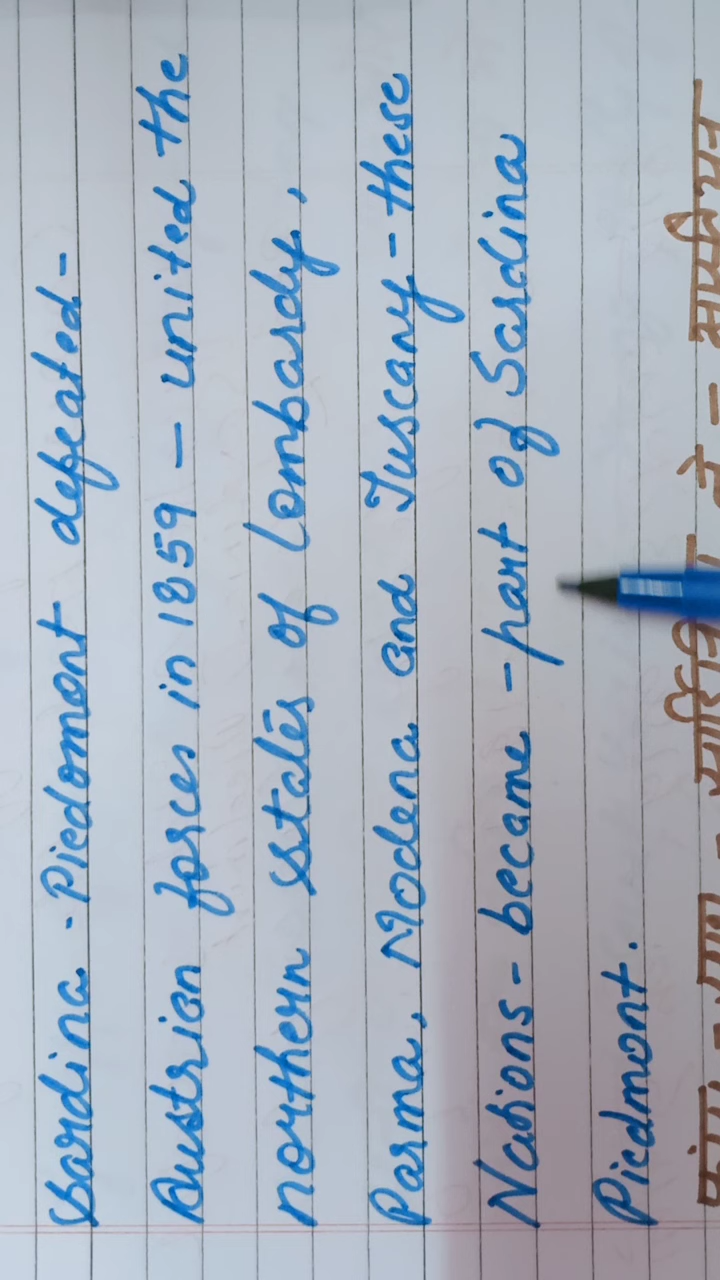 Sardina - Piedomont defeated -
Austrian forces in 1859 - united the
northern states of Lombardy,
Parma, Modena and Tuscany - these
Nations - became - part of Sardina
Piedmont.